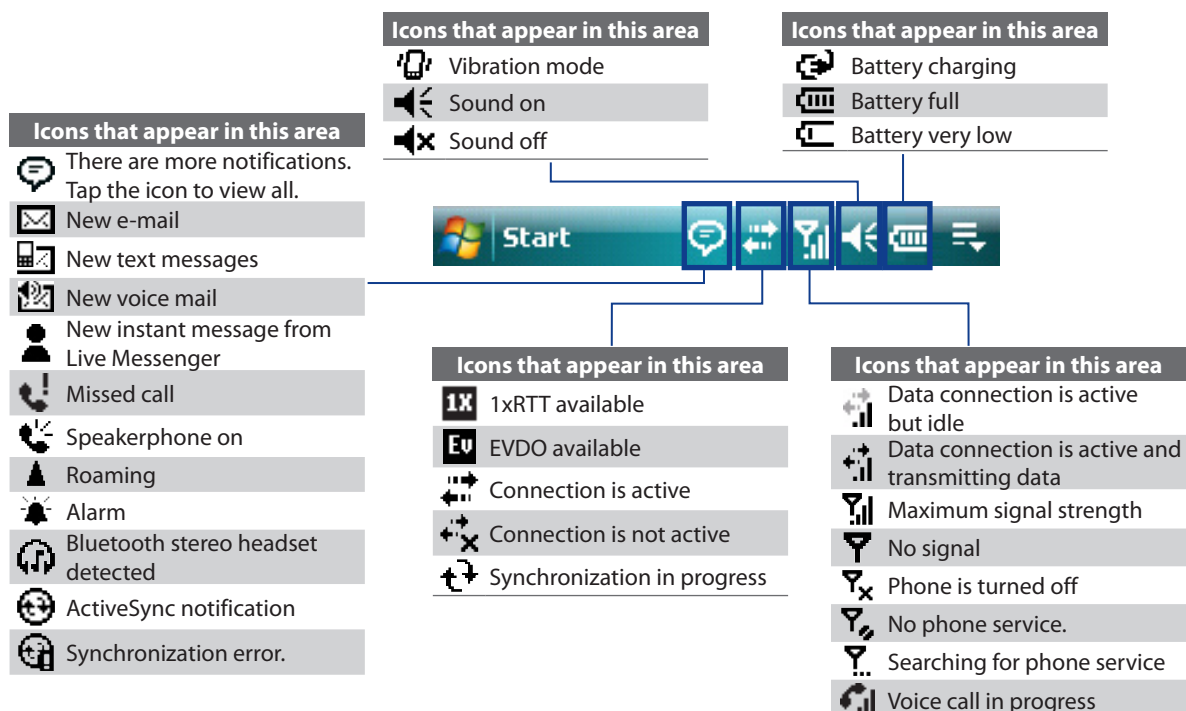 Icons that appear in this area
Vibration mode
Sound on
Sound off
Icons that appear in this area
Battery charging
Battery full
Battery very low
Icons that appear in this area
There are more notifications.
Tap the icon to view all.
New e-mail
New text messages
New voice mail
New instant message from
Live Messenger
Missed call
Speakerphone on
Roaming
Alarm
Bluetooth stereo headset
detected
ActiveSync notification
Synchronization error.
Start
Icons that appear in this area
1X 1xRTT available
Ev EVDO available
Connection is active
Connection is not active
Synchronization in progress
Icons that appear in this area
Data connection is active
but idle
Data connection is active and
transmitting data
Maximum signal strength
No signal
Phone is turned off
No phone service.
Searching for phone service
Voice call in progress